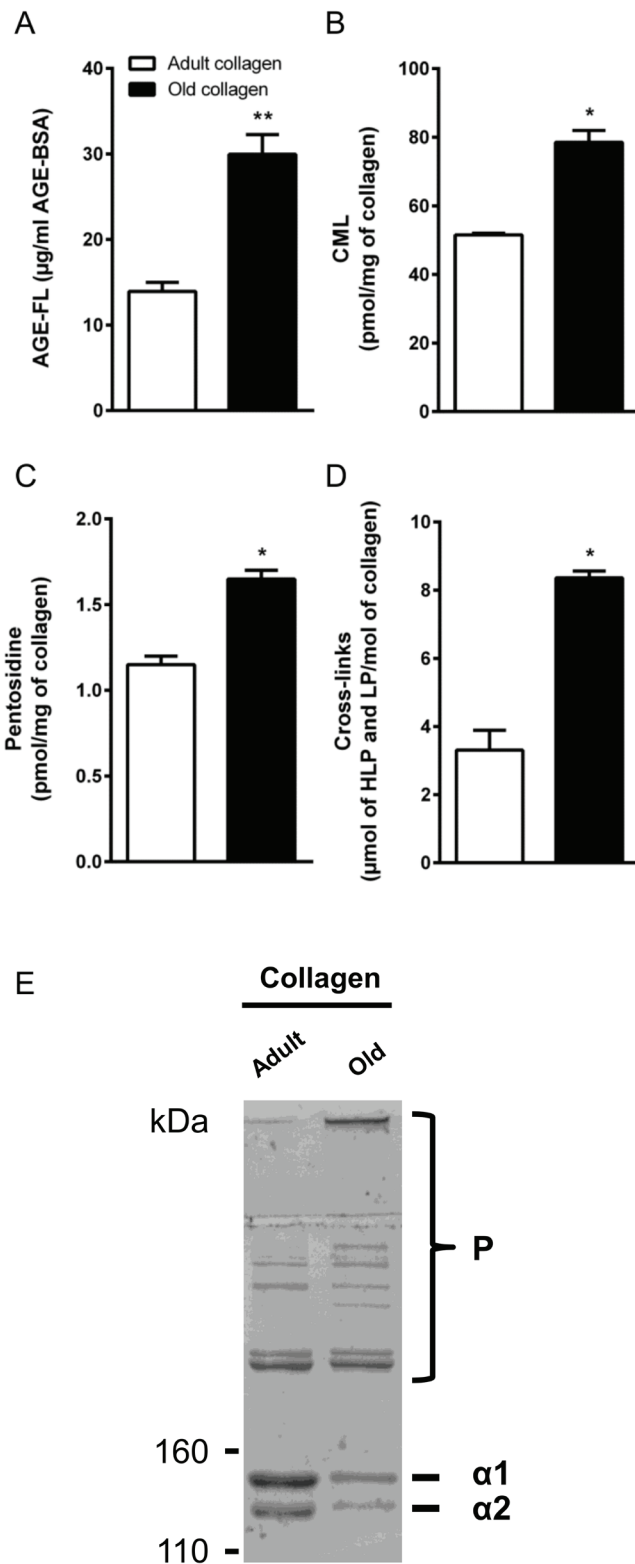 A
Adult collagen
Old collagen
AGE-FL (µg/ml AGE-BSA)
40
30
20
10
0
**
B
CML
(pmol/mg of collagen)
100
80
60
40
20
0
*
C
Pentosidine
(pmol/mg of collagen)
2.0
1.5
1.0
0.5
0.0
*
D
Cross-links
(µmol of HLP and LP/mol of collagen)
10
8
6
4
2
0
*
E
Collagen
Adult Old
kDa
P
160
α1
α2
110